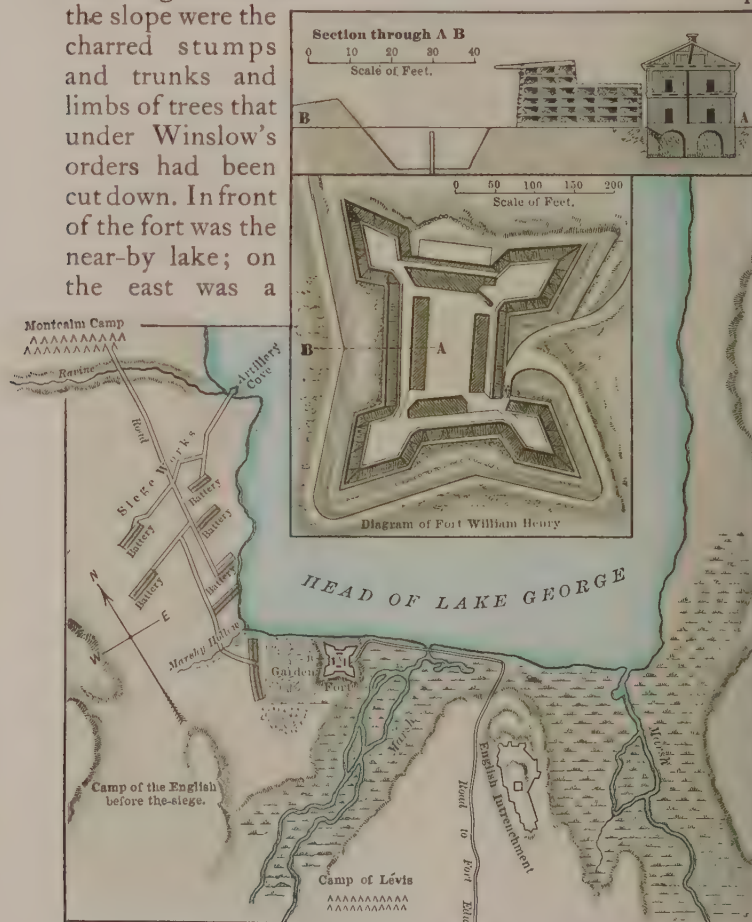 the slope were the
charred stumps
and trunks and
limbs of trees that
under Winslow's
orders had been
cut down. In front
of the fort was the
near-by lake; on
the east was a
Section through A B
0 10 20 30 40
Scale of Feet.
B
A
0 50 100 150 200
Scale of Feet.
B
A
Diagram of Fort William Henry
Montcalm Camp
Ravine
Artillery
Cove
Road
Siege Works
Battery
Battery
Battery
Battery
Battery
HEAD OF LAKE GEORGE
N
E
W
Marshy Hollow
Garden
Fort
Marsh
Marsh
English Intrenchment
Road to Fort
Camp of the English
before the siege.
Camp of Lévis